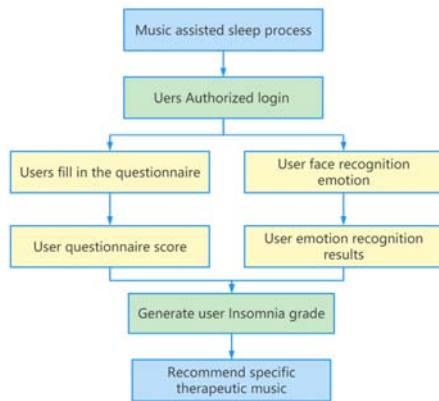 Music assisted sleep process
Uers Authorized login
Users fill in the questionnaire
User face recognition
emotion
User questionnaire score
User emotion recognition
results
Generate user Insomnia grade
Recommend specific
therapeutic music